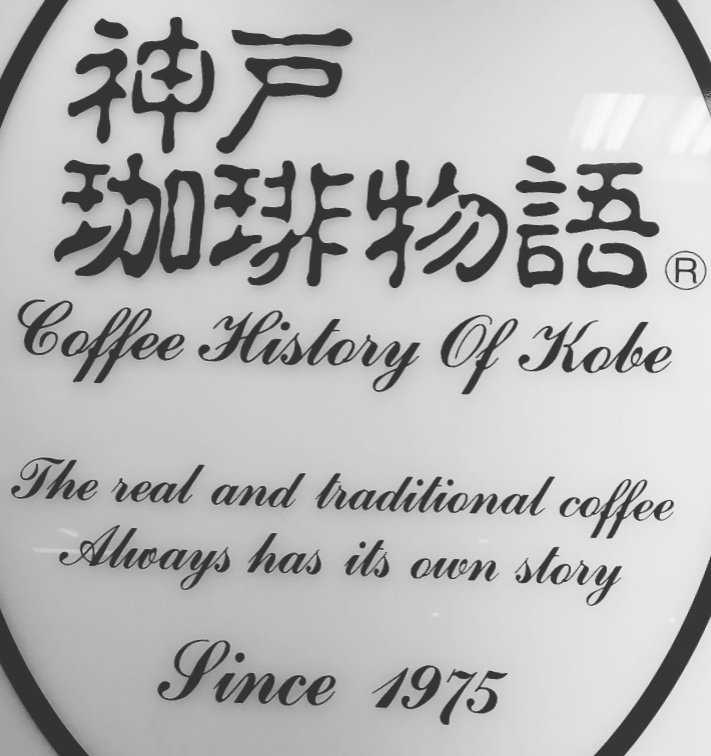 神戸
珈琲物語®
Coffee History Of Kobe
The real and traditional coffee
Always has its own story
Since 1975